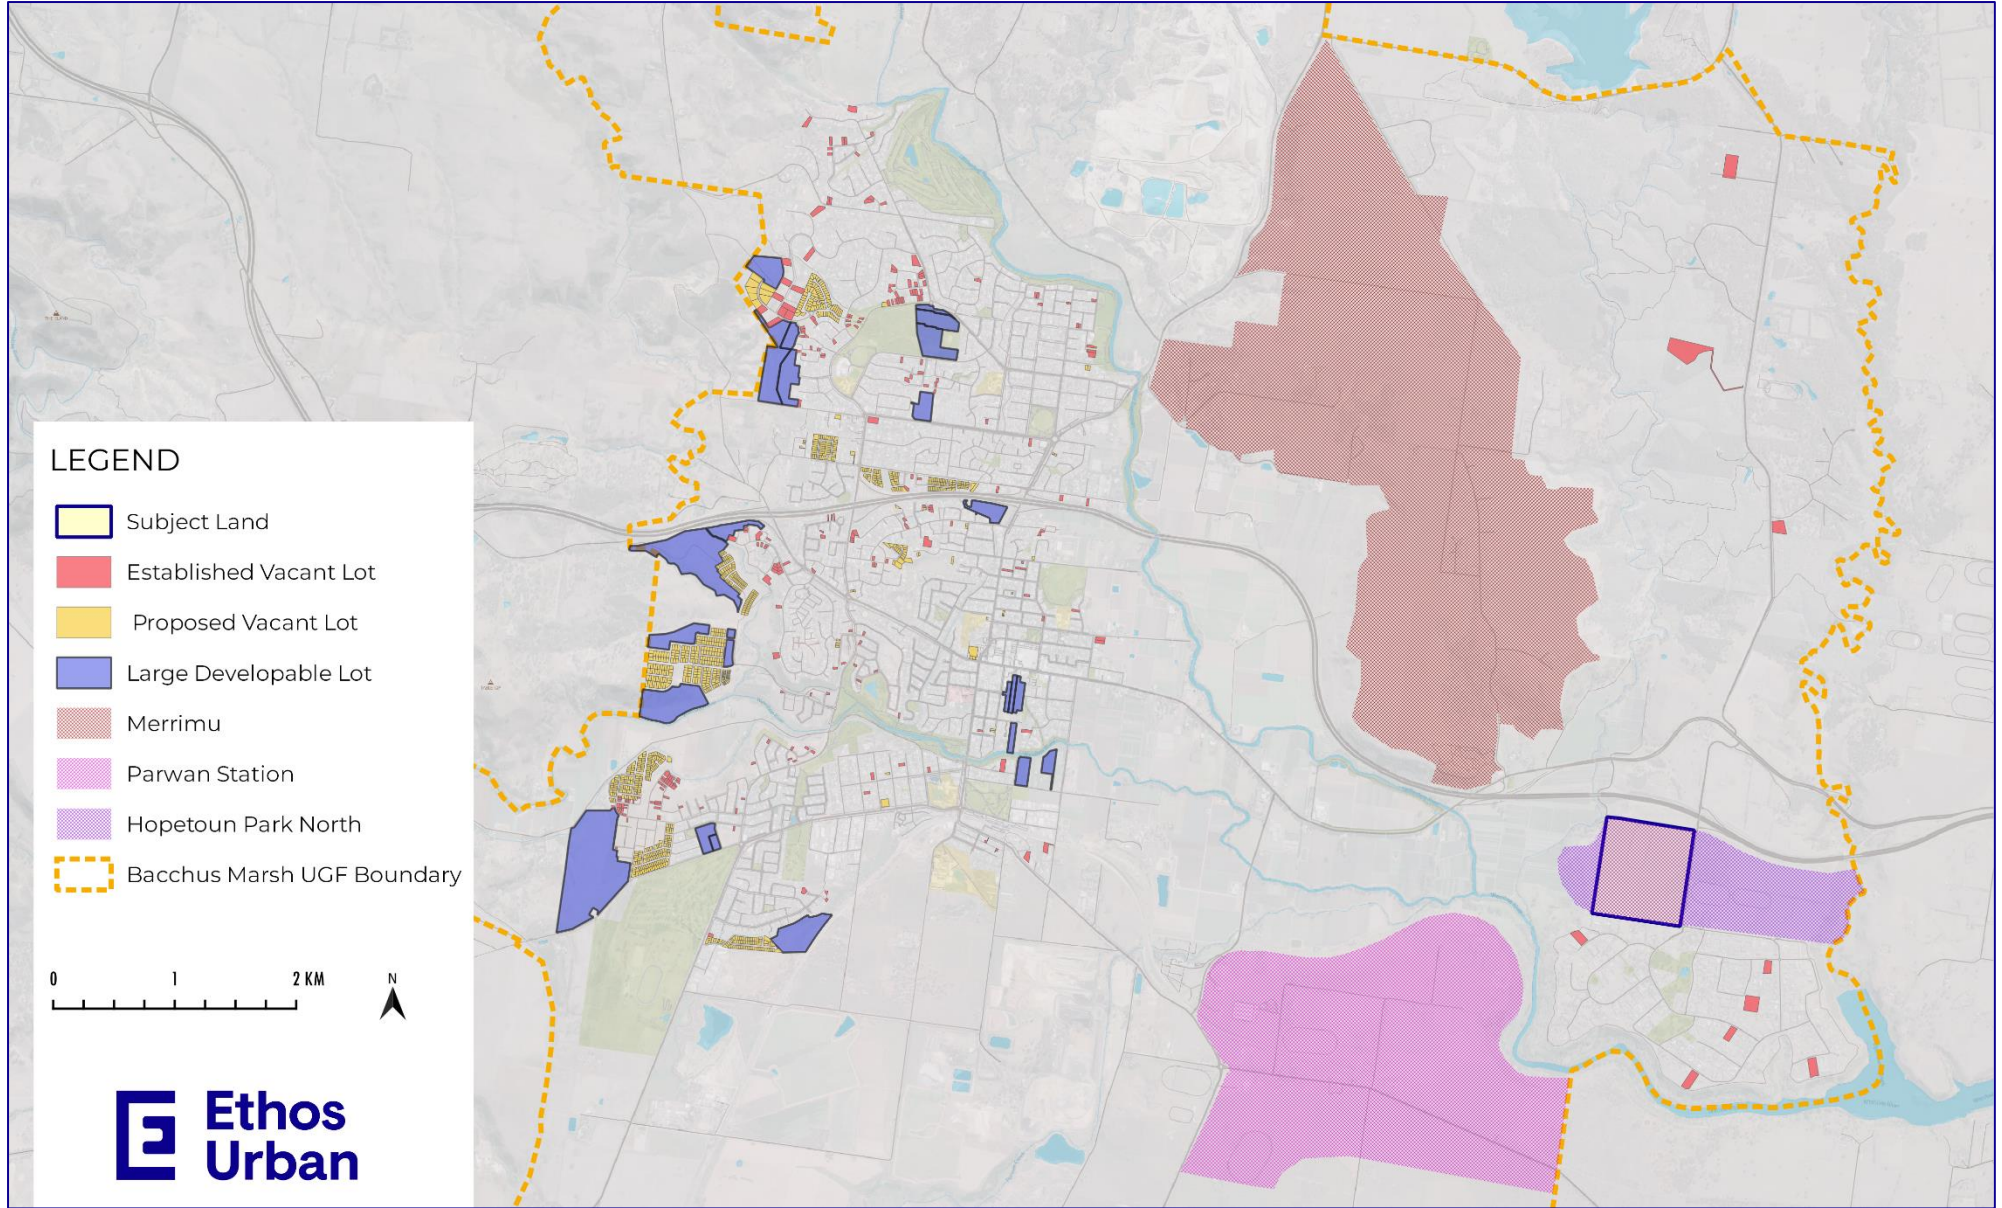 LEGEND
Subject Land
Established Vacant Lot
Proposed Vacant Lot
Large Developable Lot
Merrimu
Parwan Station
Hopetoun Park North
Bacchus Marsh UGF Boundary
0 1 2 KM
N
Ethos
Urban